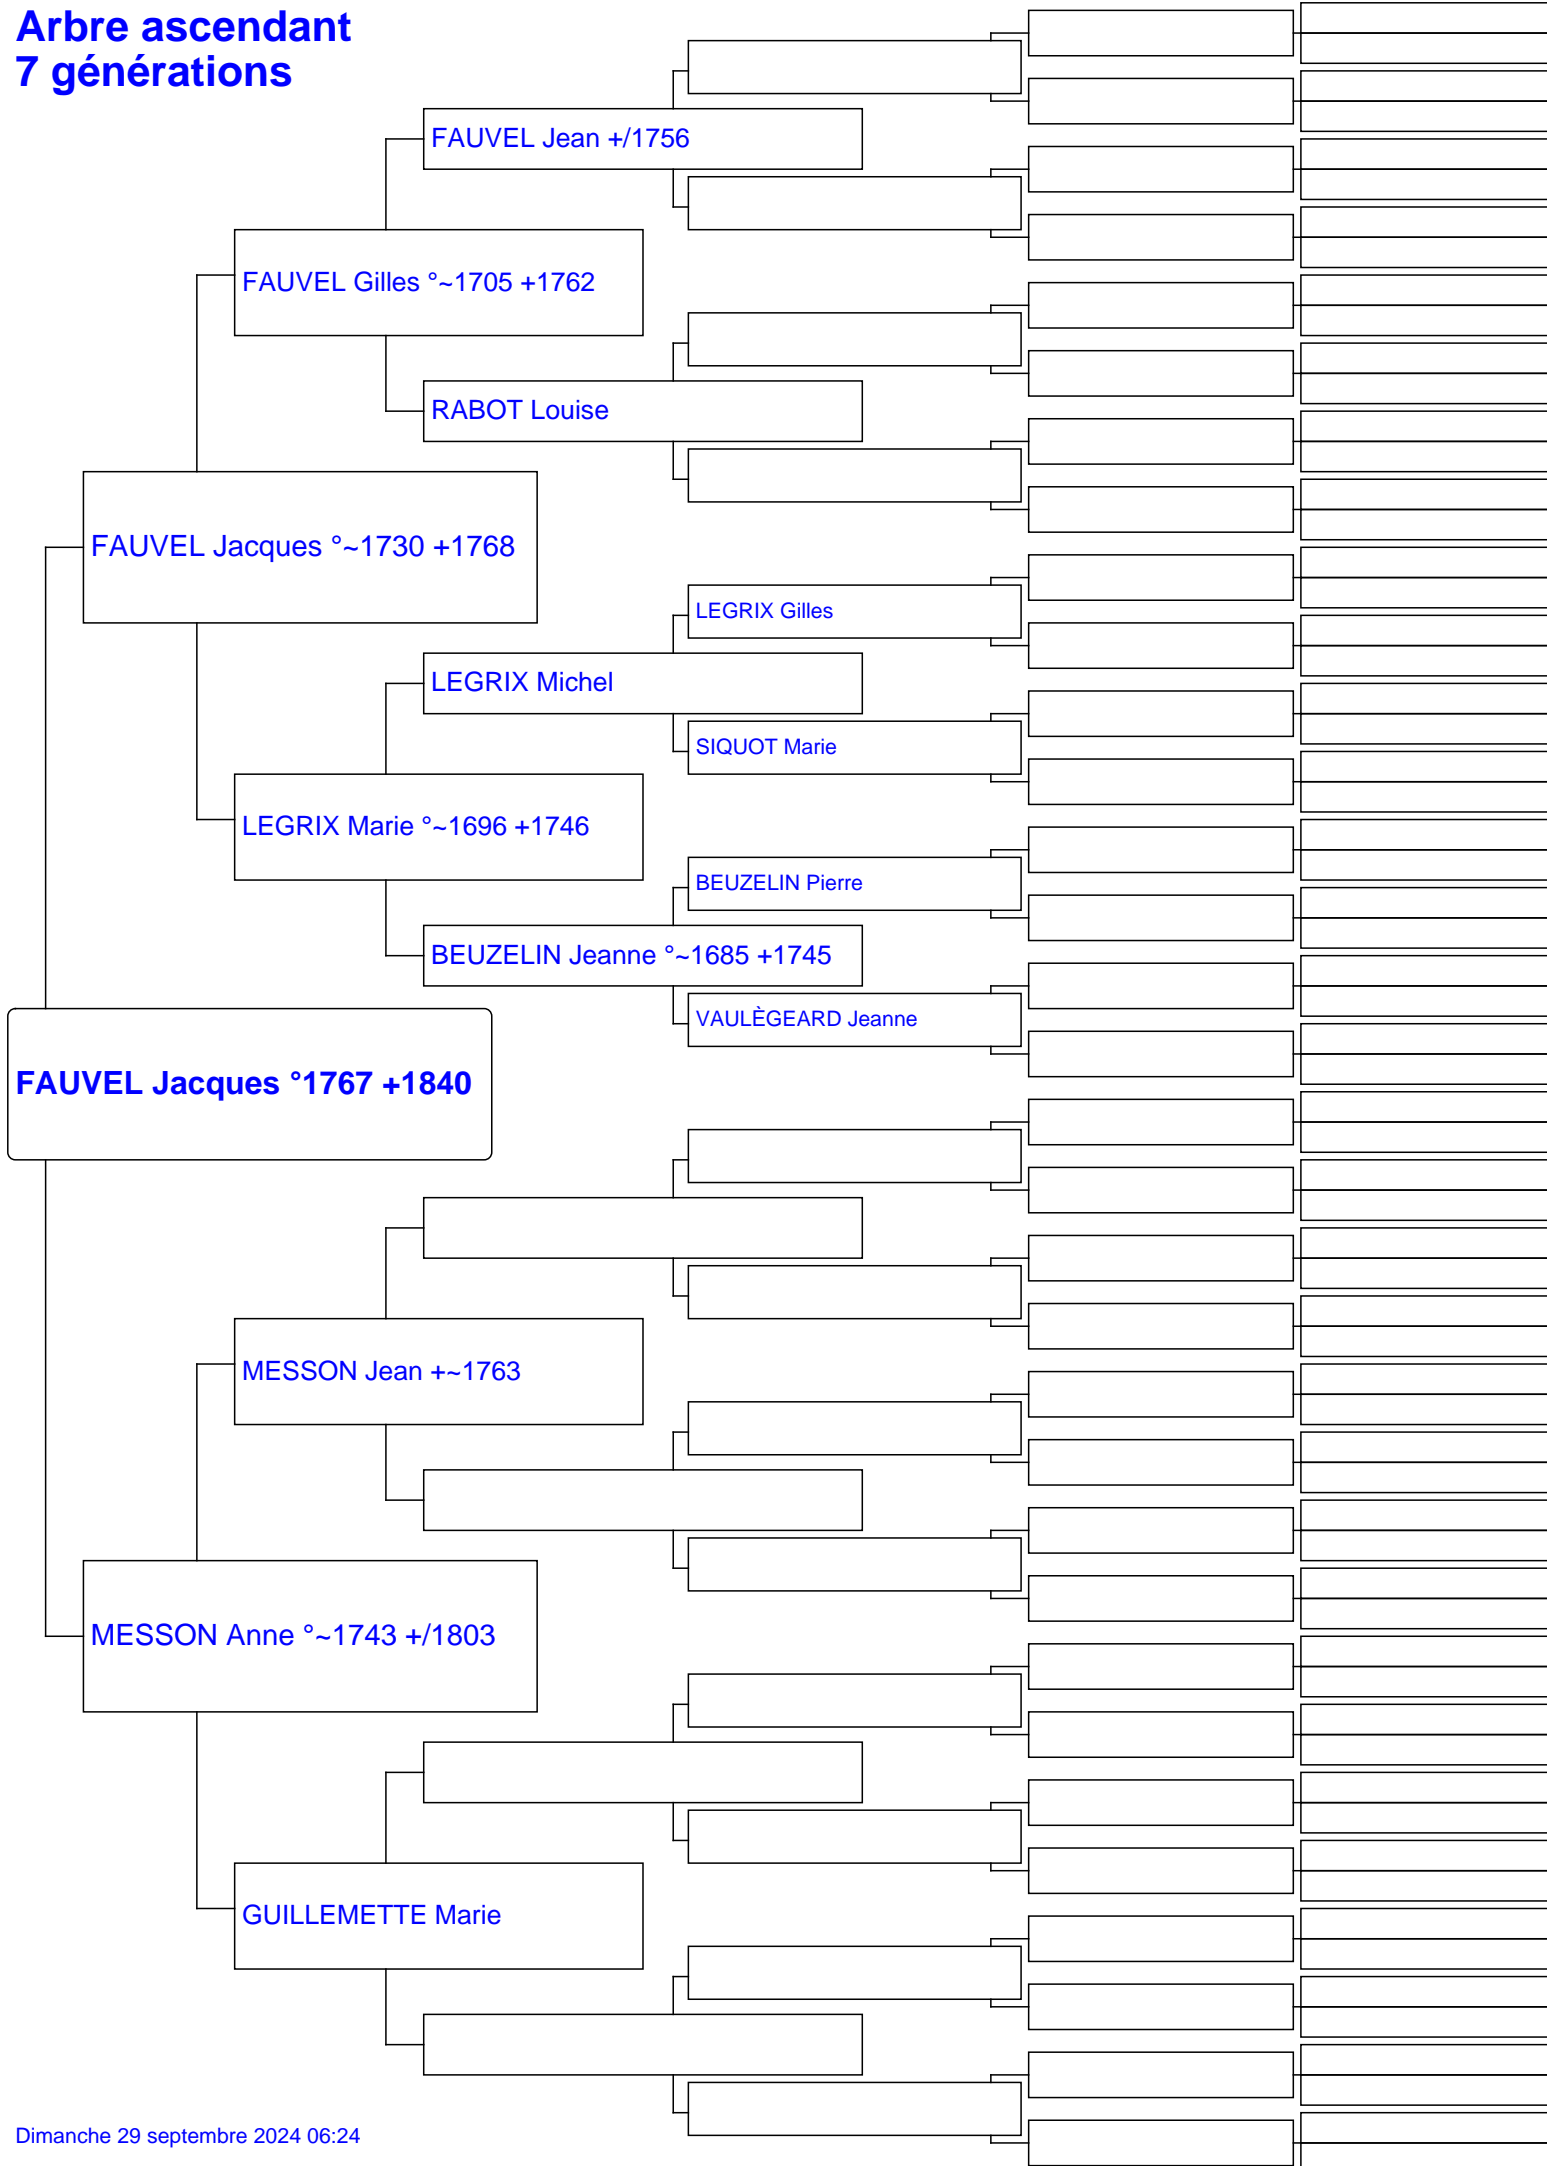 Arbre ascendant
7 générations
FAUVEL Jean +/1756
FAUVEL Gilles °~1705 +1762
RABOT Louise
FAUVEL Jacques °~1730 +1768
LEGRIX Gilles
LEGRIX Michel
SIQUOT Marie
LEGRIX Marie °~1696 +1746
BEUZELIN Pierre
BEUZELIN Jeanne °~1685 +1745
VAULÈGEARD Jeanne
FAUVEL Jacques °1767 +1840
MESSON Jean +~1763
MESSON Anne °~1743 +/1803
GUILLEMETTE Marie
Dimanche 29 septembre 2024 06:24